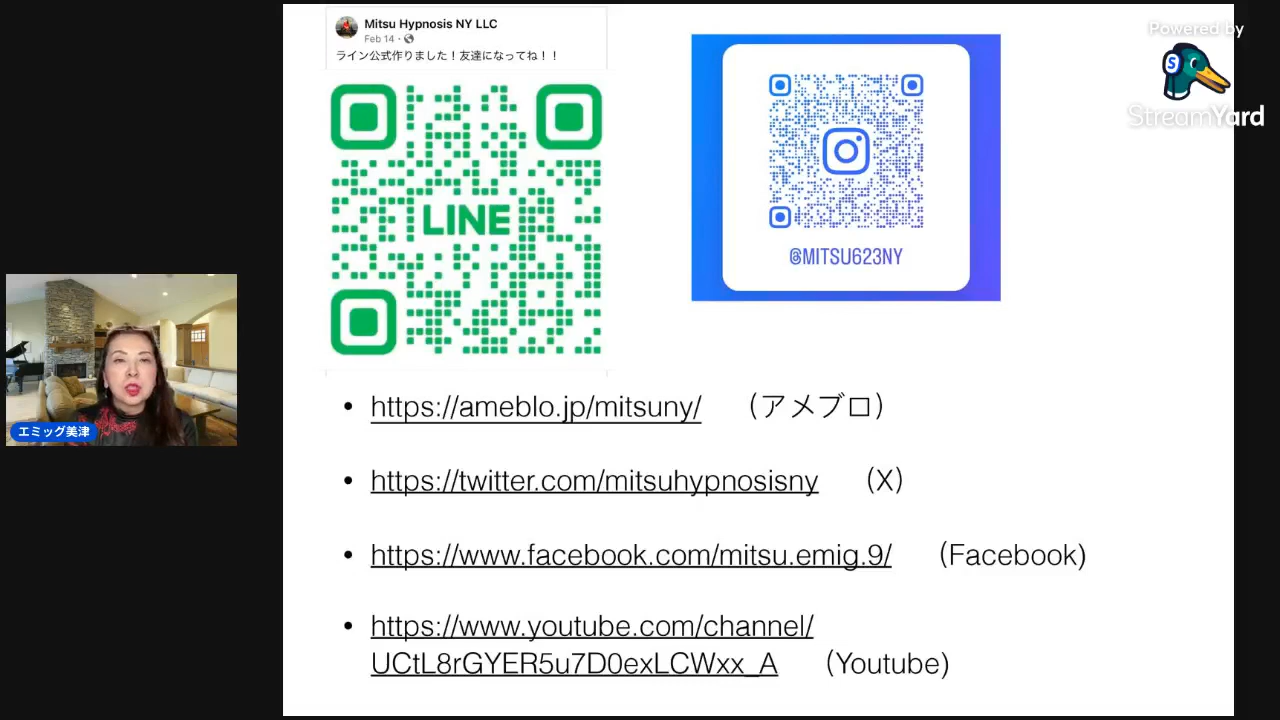 Mitsu Hypnosis NY LLC
Feb 14 ·
ライン公式作りました！友達になってね！！
LINE
@MITSU623NY
Powered by
StreamYard
エミッグ美津
• https://ameblo.jp/mitsuny/ （アメブロ）
• https://twitter.com/mitsuhypnosisny （X）
• https://www.facebook.com/mitsu.emig.9/ （Facebook)
• https://www.youtube.com/channel/
UCtL8rGYER5u7D0exLCWxx_A （Youtube)